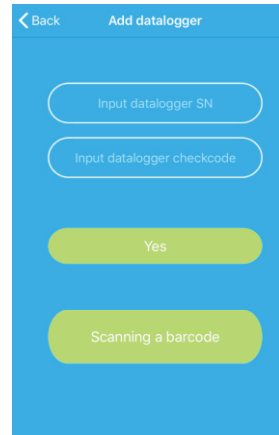 Back
Add datalogger
Input datalogger SN
Input datalogger checkcode
Yes
Scanning a barcode